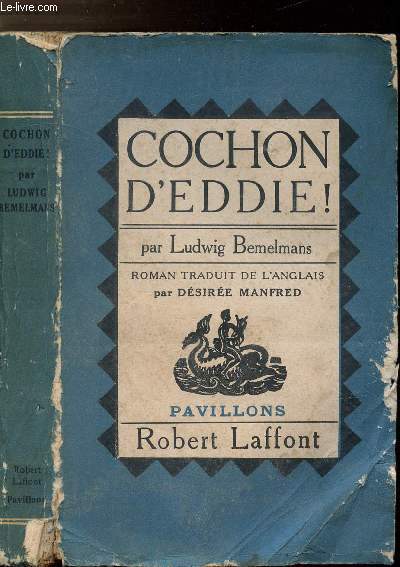 Le-livre.com
COCHON
D'EDDIE!
par
LUDWIG
BEMELMANS
Robert
Laffont
Pavillons
COCHON
D'EDDIE!
par Ludwig Bemelmans
ROMAN TRADUIT DE L'ANGLAIS
par DÉSIRÉE MANFRED
PAVILLONS
Robert Laffont